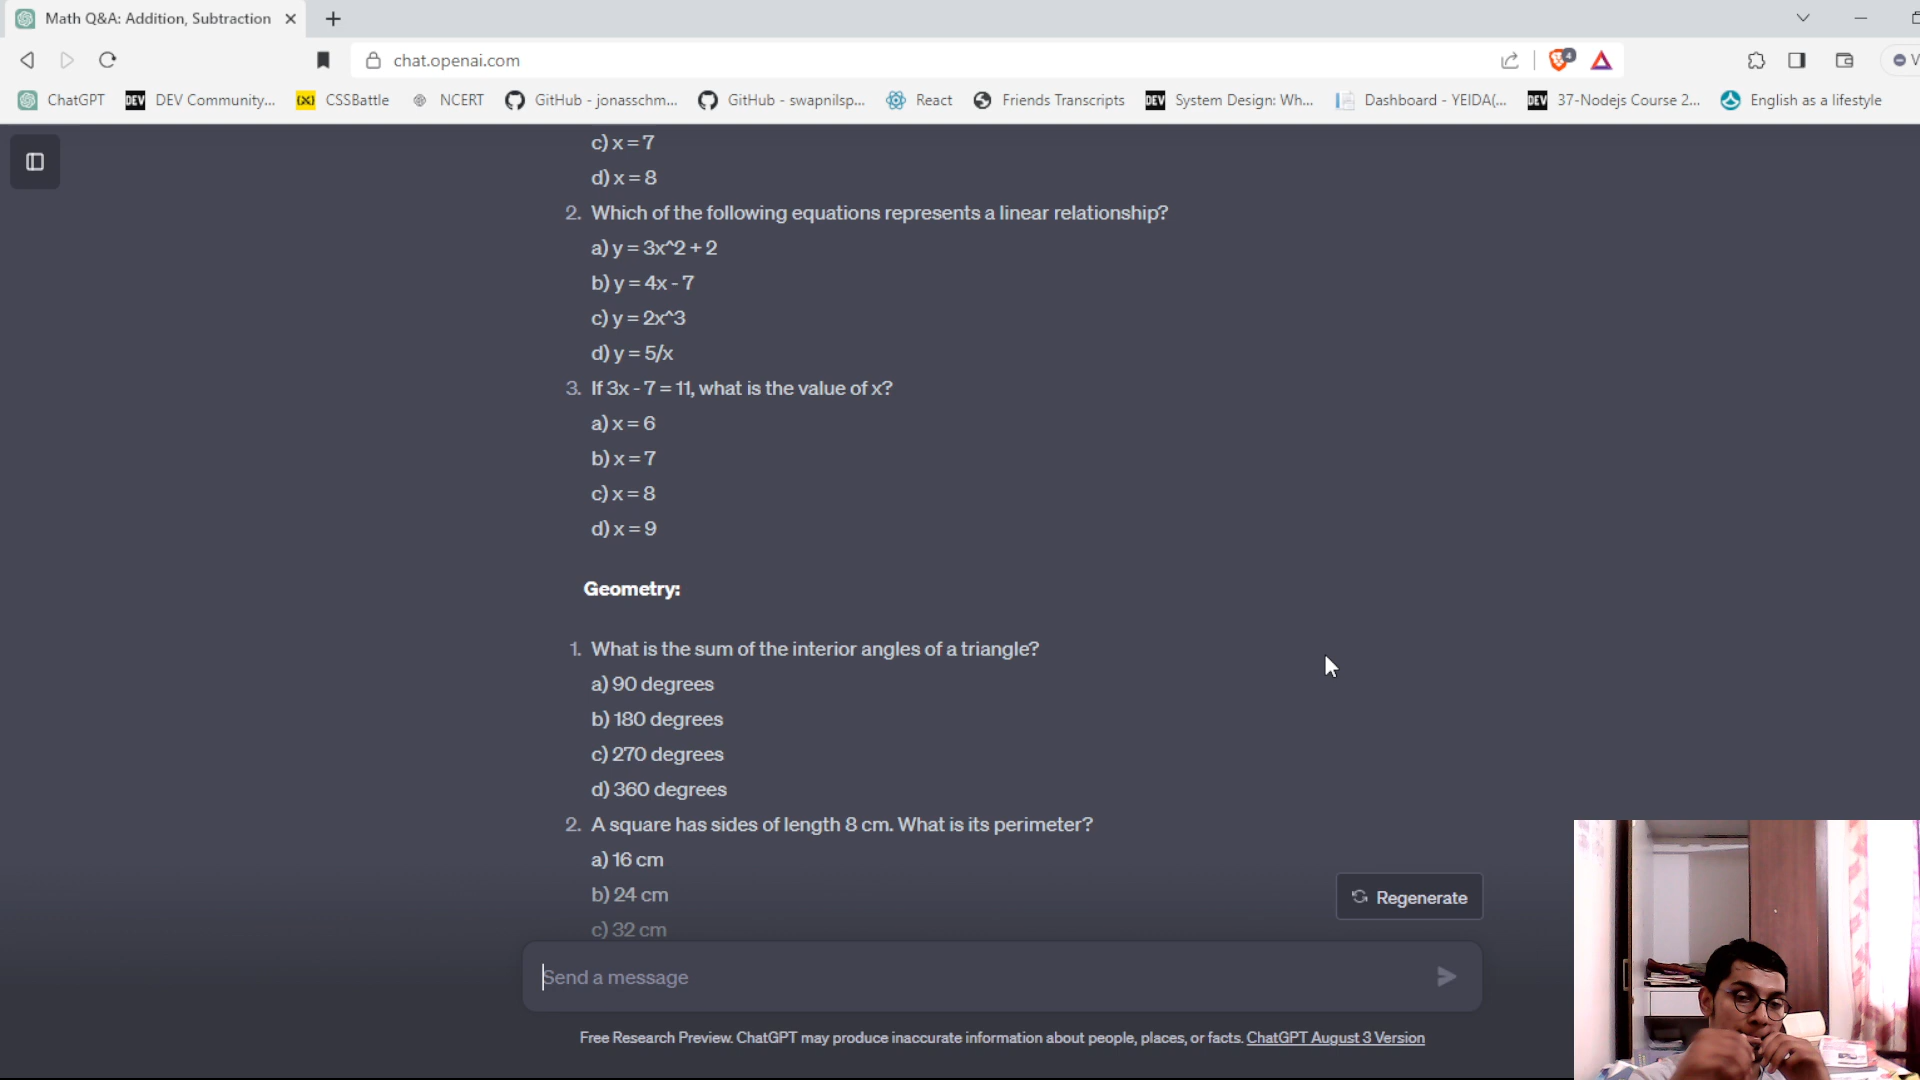 Math Q&A: Addition, Subtraction
chat.openai.com
4
V
ChatGPT
DEV DEV Community...
CSSBattle
NCERT
GitHub - jonasschm...
GitHub - swapnilsp...
React
Friends Transcripts
DEV System Design: Wh...
Dashboard - YEIDA(...
DEV 37-Nodejs Course 2...
English as a lifestyle
c) x = 7
d) x = 8
2. Which of the following equations represents a linear relationship?
a) y = 3x^2 + 2
b) y = 4x - 7
c) y = 2x^3
d) y = 5/x
3. If 3x - 7 = 11, what is the value of x?
a) x = 6
b) x = 7
c) x = 8
d) x = 9
Geometry:
1. What is the sum of the interior angles of a triangle?
a) 90 degrees
b) 180 degrees
c) 270 degrees
d) 360 degrees
2. A square has sides of length 8 cm. What is its perimeter?
a) 16 cm
b) 24 cm
c) 32 cm
Regenerate
Send a message
Free Research Preview. ChatGPT may produce inaccurate information about people, places, or facts. ChatGPT August 3 Version